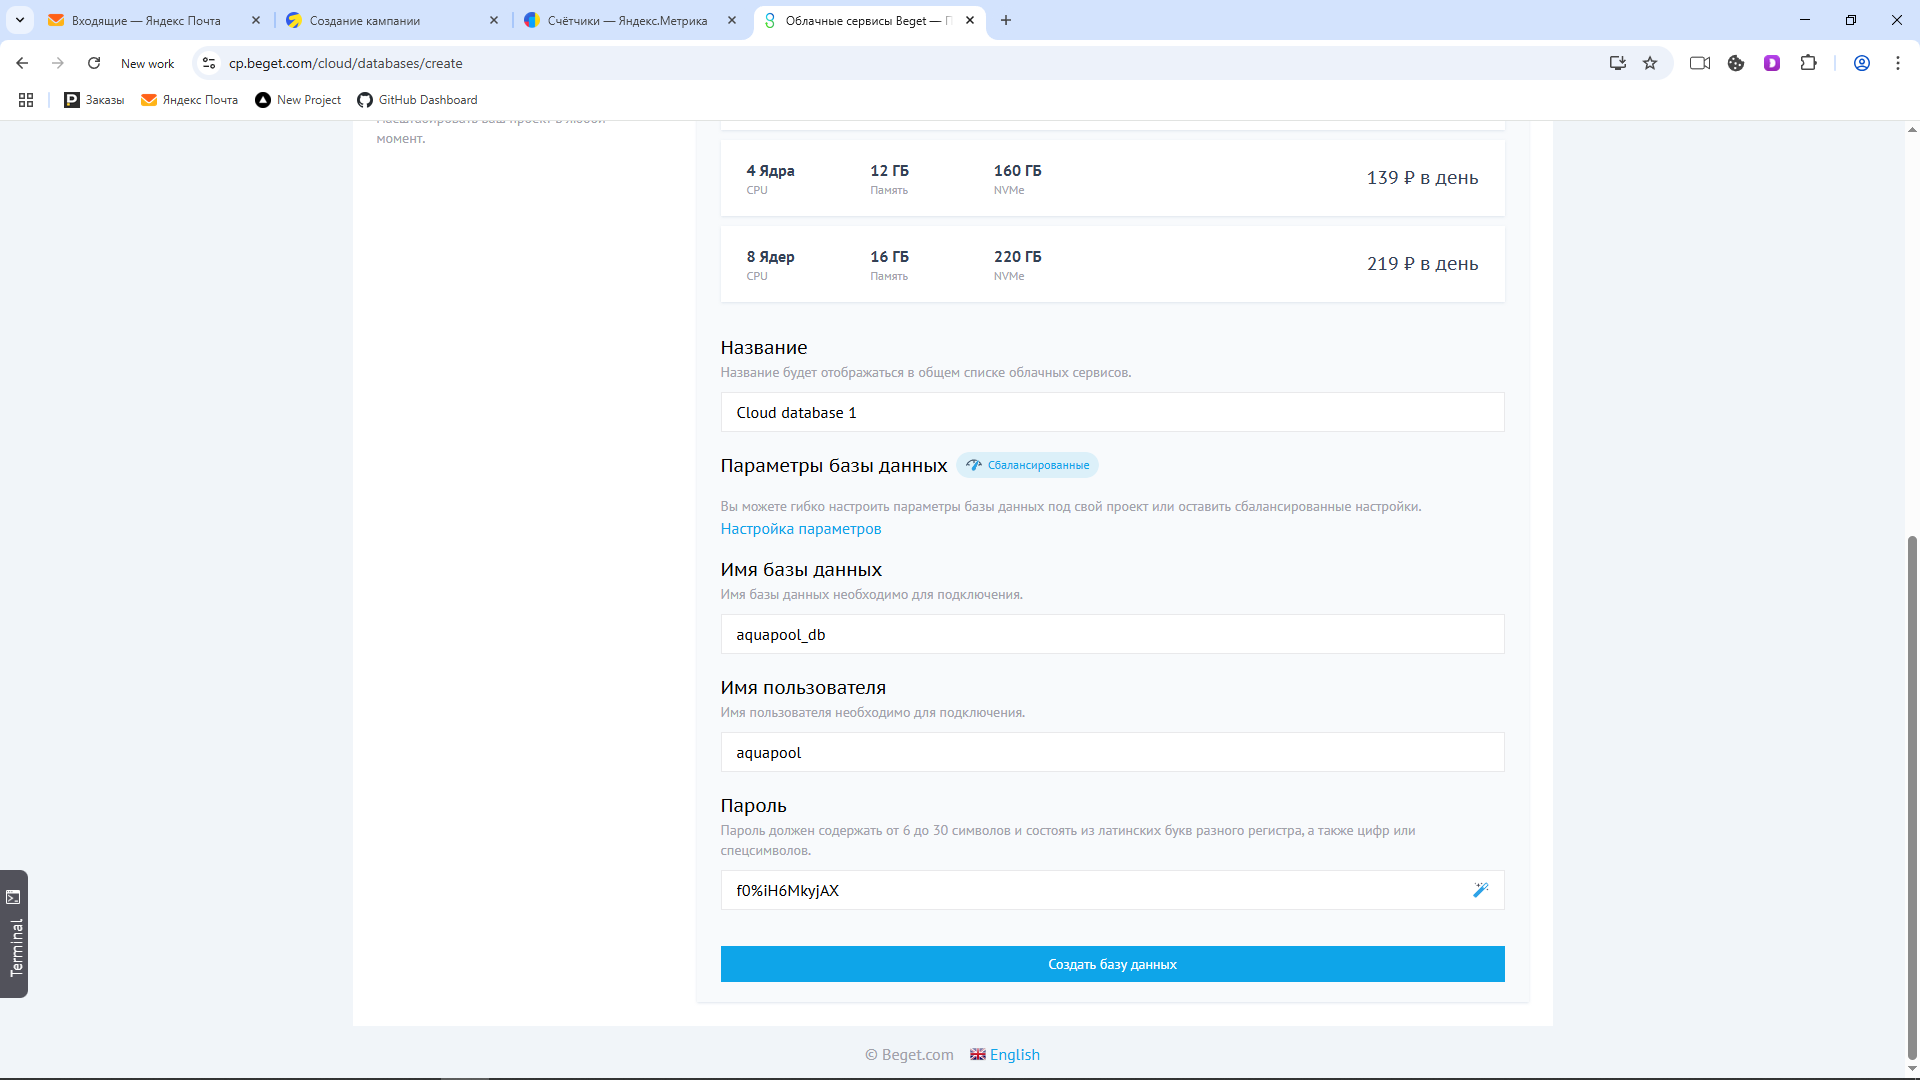 Входящие — Яндекс Почта
Создание кампании
Счётчики — Яндекс.Метрика
Облачные сервисы Beget —
New work
cp.beget.com/cloud/databases/create
Заказы
Яндекс Почта
New Project
GitHub Dashboard
масштабировать ваш проект в любой
момент.
4 Ядра
12 ГБ
160 ГБ
139 ₽ в день
CPU
Память
NVMe
8 Ядер
16 ГБ
220 ГБ
219 ₽ в день
CPU
Память
NVMe
Название
Название будет отображаться в общем списке облачных сервисов.
Cloud database 1
Параметры базы данных
Сбалансированные
Вы можете гибко настроить параметры базы данных под свой проект или оставить сбалансированные настройки.
Настройка параметров
Имя базы данных
Имя базы данных необходимо для подключения.
aquapool_db
Имя пользователя
Имя пользователя необходимо для подключения.
aquapool
Пароль
Пароль должен содержать от 6 до 30 символов и состоять из латинских букв разного регистра, а также цифр или
спецсимволов.
f0%iH6MkyjAX
Создать базу данных
Terminal
© Beget.com
English